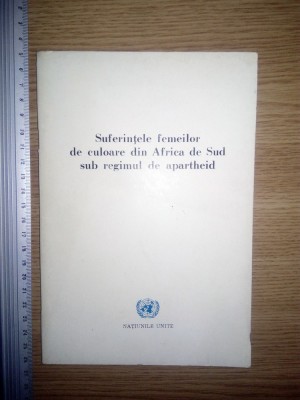 Suferințele femeilor
de culoare din Africa de Sud
sub regimul de apartheid
NAȚIUNILE UNITE